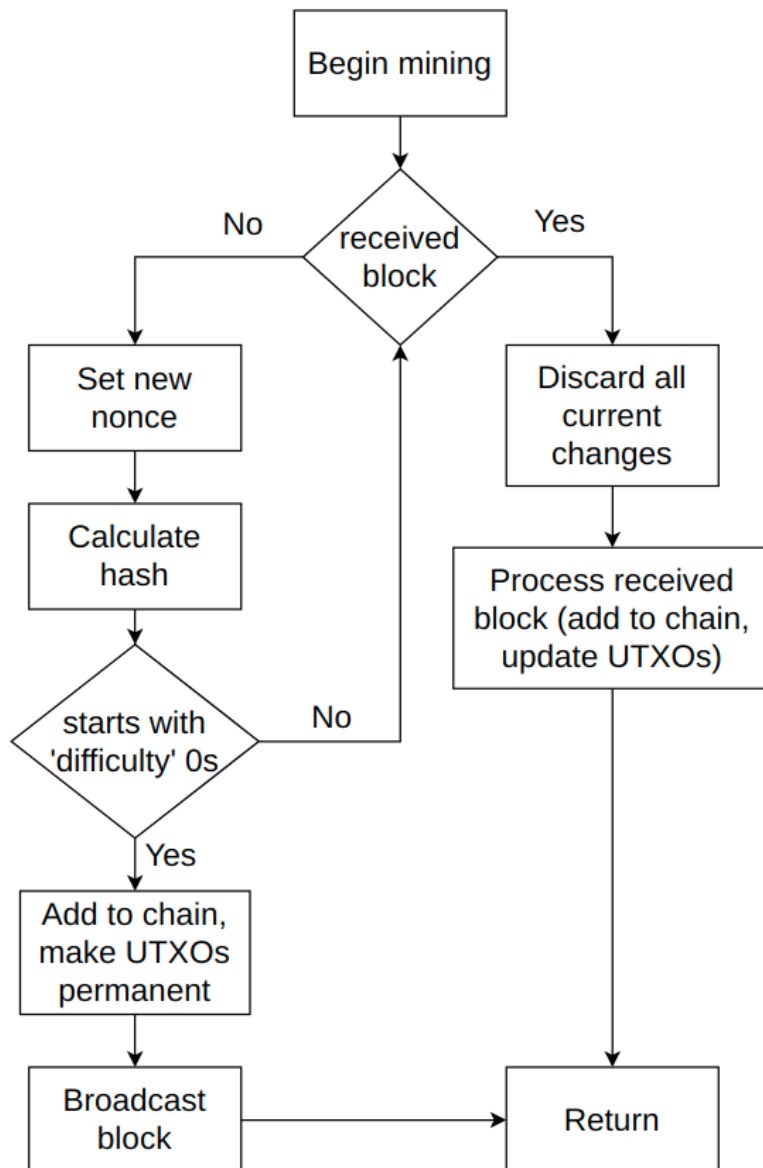 Begin mining
No
Yes
received
block
Set new
nonce
Discard all
current
changes
Calculate
hash
Process received
block (add to chain,
update UTXOs)
starts with
'difficulty' 0s
No
Yes
Add to chain,
make UTXOs
permanent
Broadcast
block
Return